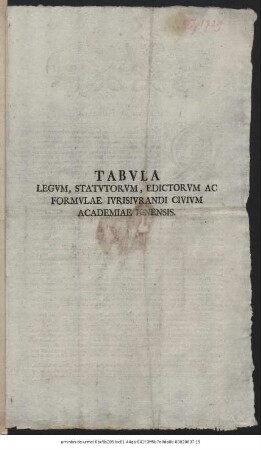 TABVLA
LEGVM, STATVTORVM, EDICTORVM AC
FORMVLAE IVRISIVRANDI CIVIVM
ACADEMIAE IENENSIS.